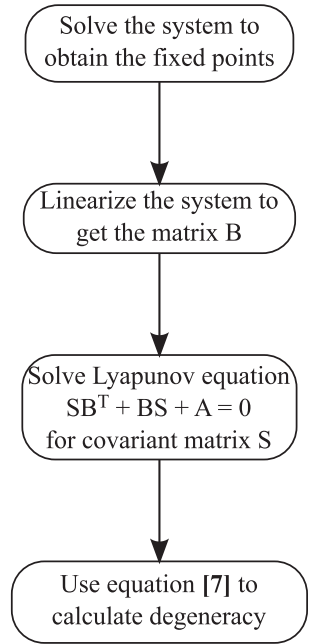 Solve the system to
obtain the fixed points
Linearize the system to
get the matrix B
Solve Lyapunov equation
SBᵀ + BS + A = 0
for covariant matrix S
Use equation [7] to
calculate degeneracy